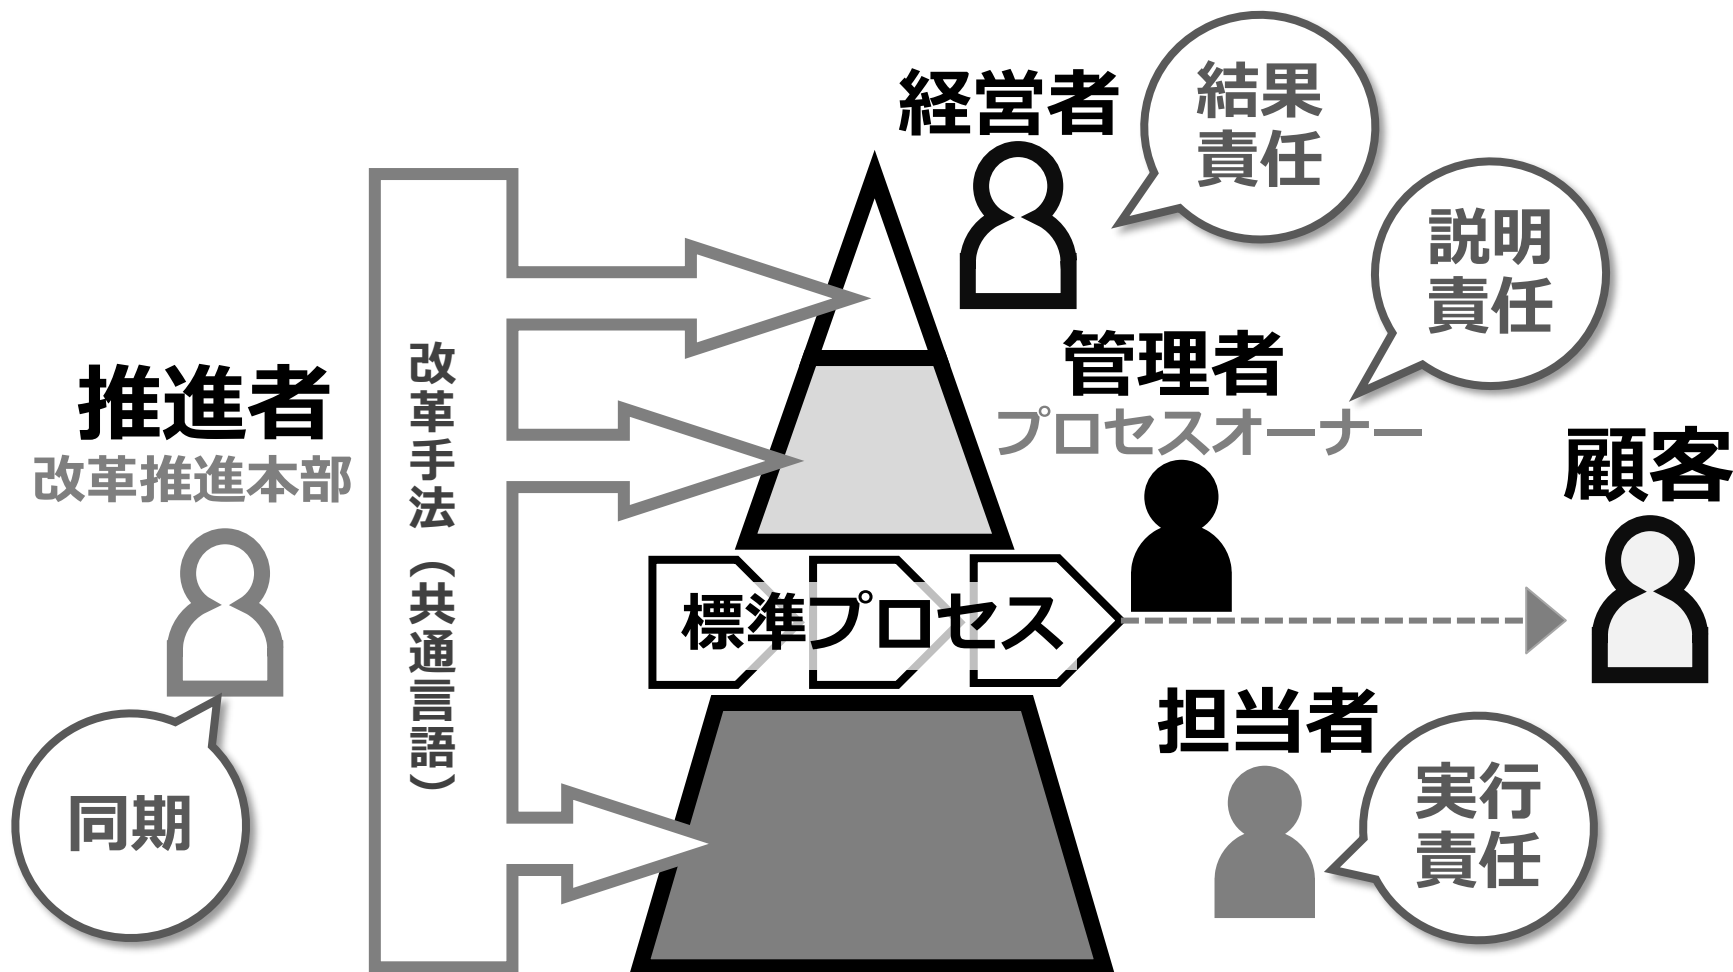 経営者
結果
責任
説明
責任
管理者
プロセスオーナー
推進者
改革推進本部
改革手法（共通言語）
顧客
標準プロセス
担当者
実行
責任
同期